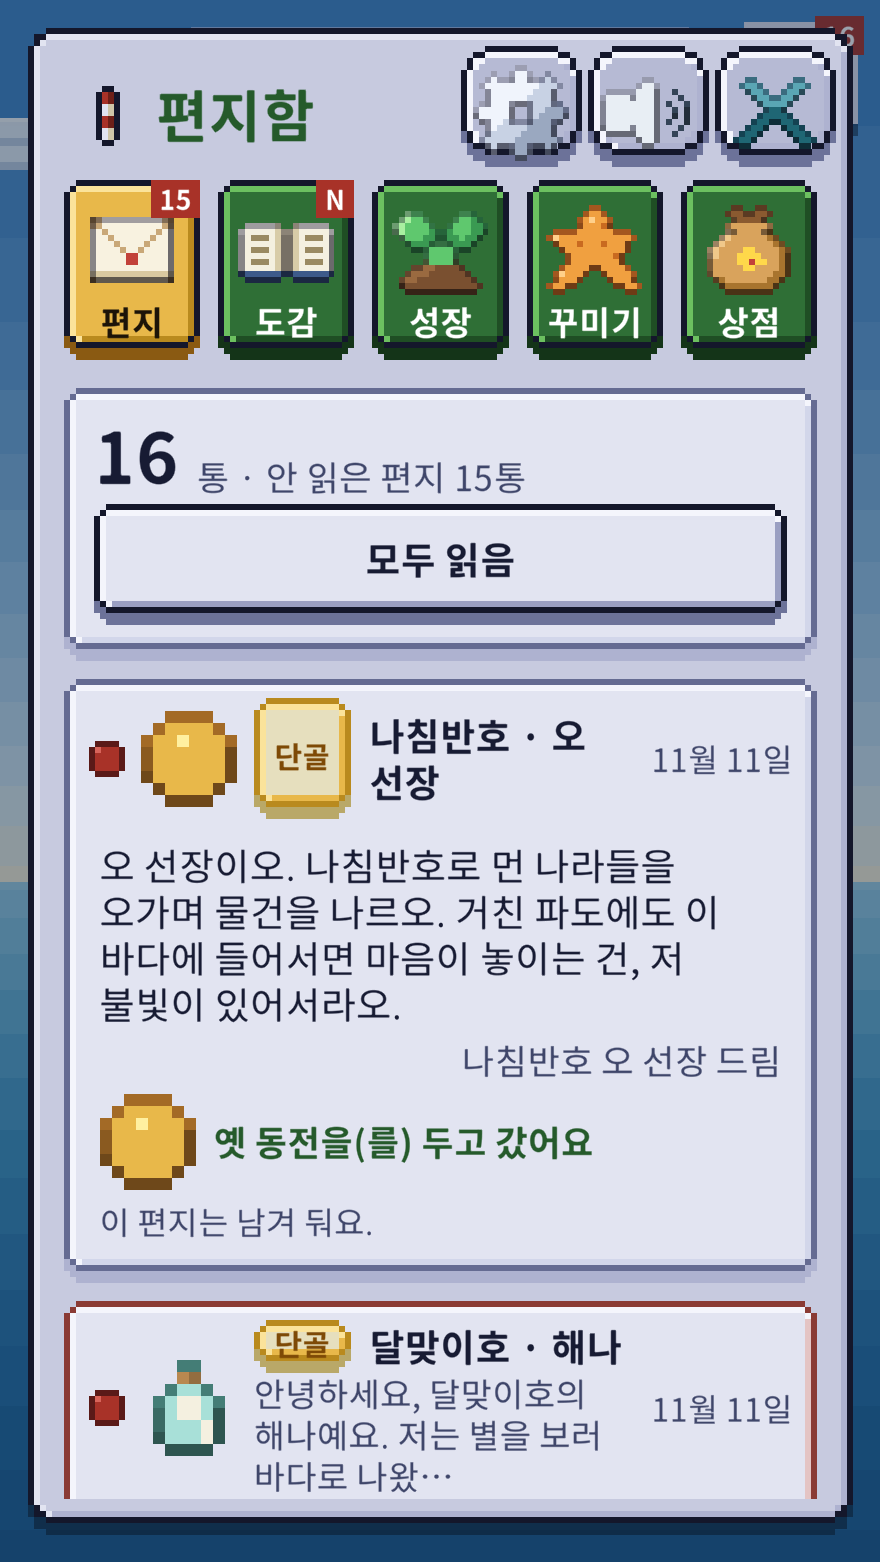 편지함
15
N
편지
도감
성장
꾸미기
상점
16 통 · 안 읽은 편지 15통
모두 읽음
단골
나침반호 · 오
선장
11월 11일
오 선장이오. 나침반호로 먼 나라들을
오가며 물건을 나르오. 거친 파도에도 이
바다에 들어서면 마음이 놓이는 건, 저
불빛이 있어서라오.
나침반호 오 선장 드림
옛 동전을(를) 두고 갔어요
이 편지는 남겨 둬요.
단골
달맞이호 · 해나
안녕하세요, 달맞이호의
해나예요. 저는 별을 보러
바다로 나왔…
11월 11일